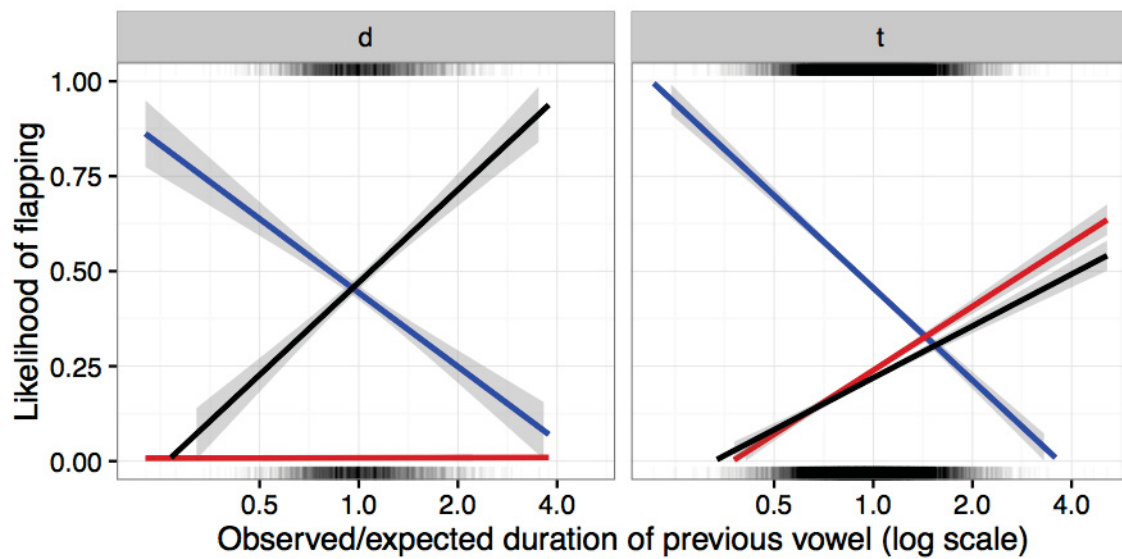 d
t
1.00
0.75
0.50
0.25
0.00
Likelihood of flapping
0.5 1.0 2.0 4.0
0.5 1.0 2.0 4.0
Observed/expected duration of previous vowel (log scale)